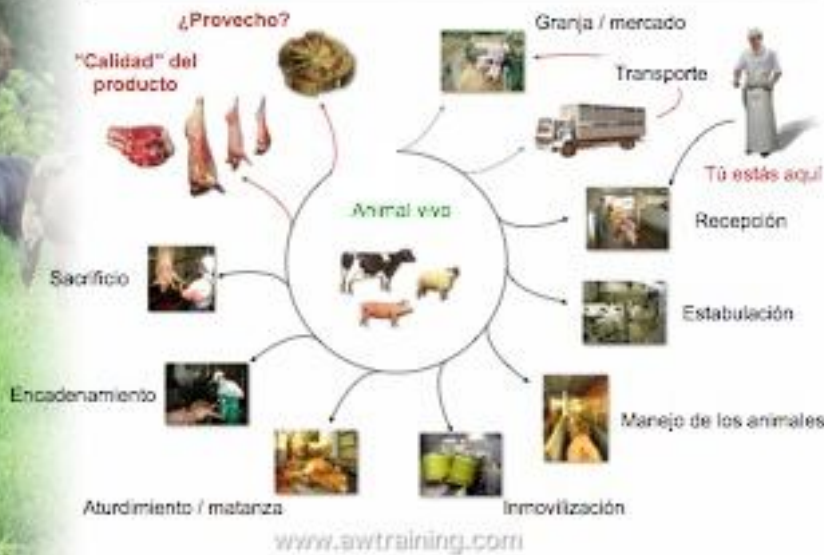 ¿Provecho?
Granja / mercado
"Calidad" del
producto
Transporte
Tú estás aquí
Animal vivo
Recepción
Sacrificio
Estabulación
Encadenamiento
Manejo de los animales
Aturdimiento / matanza
Inmovilización
www.awtraining.com